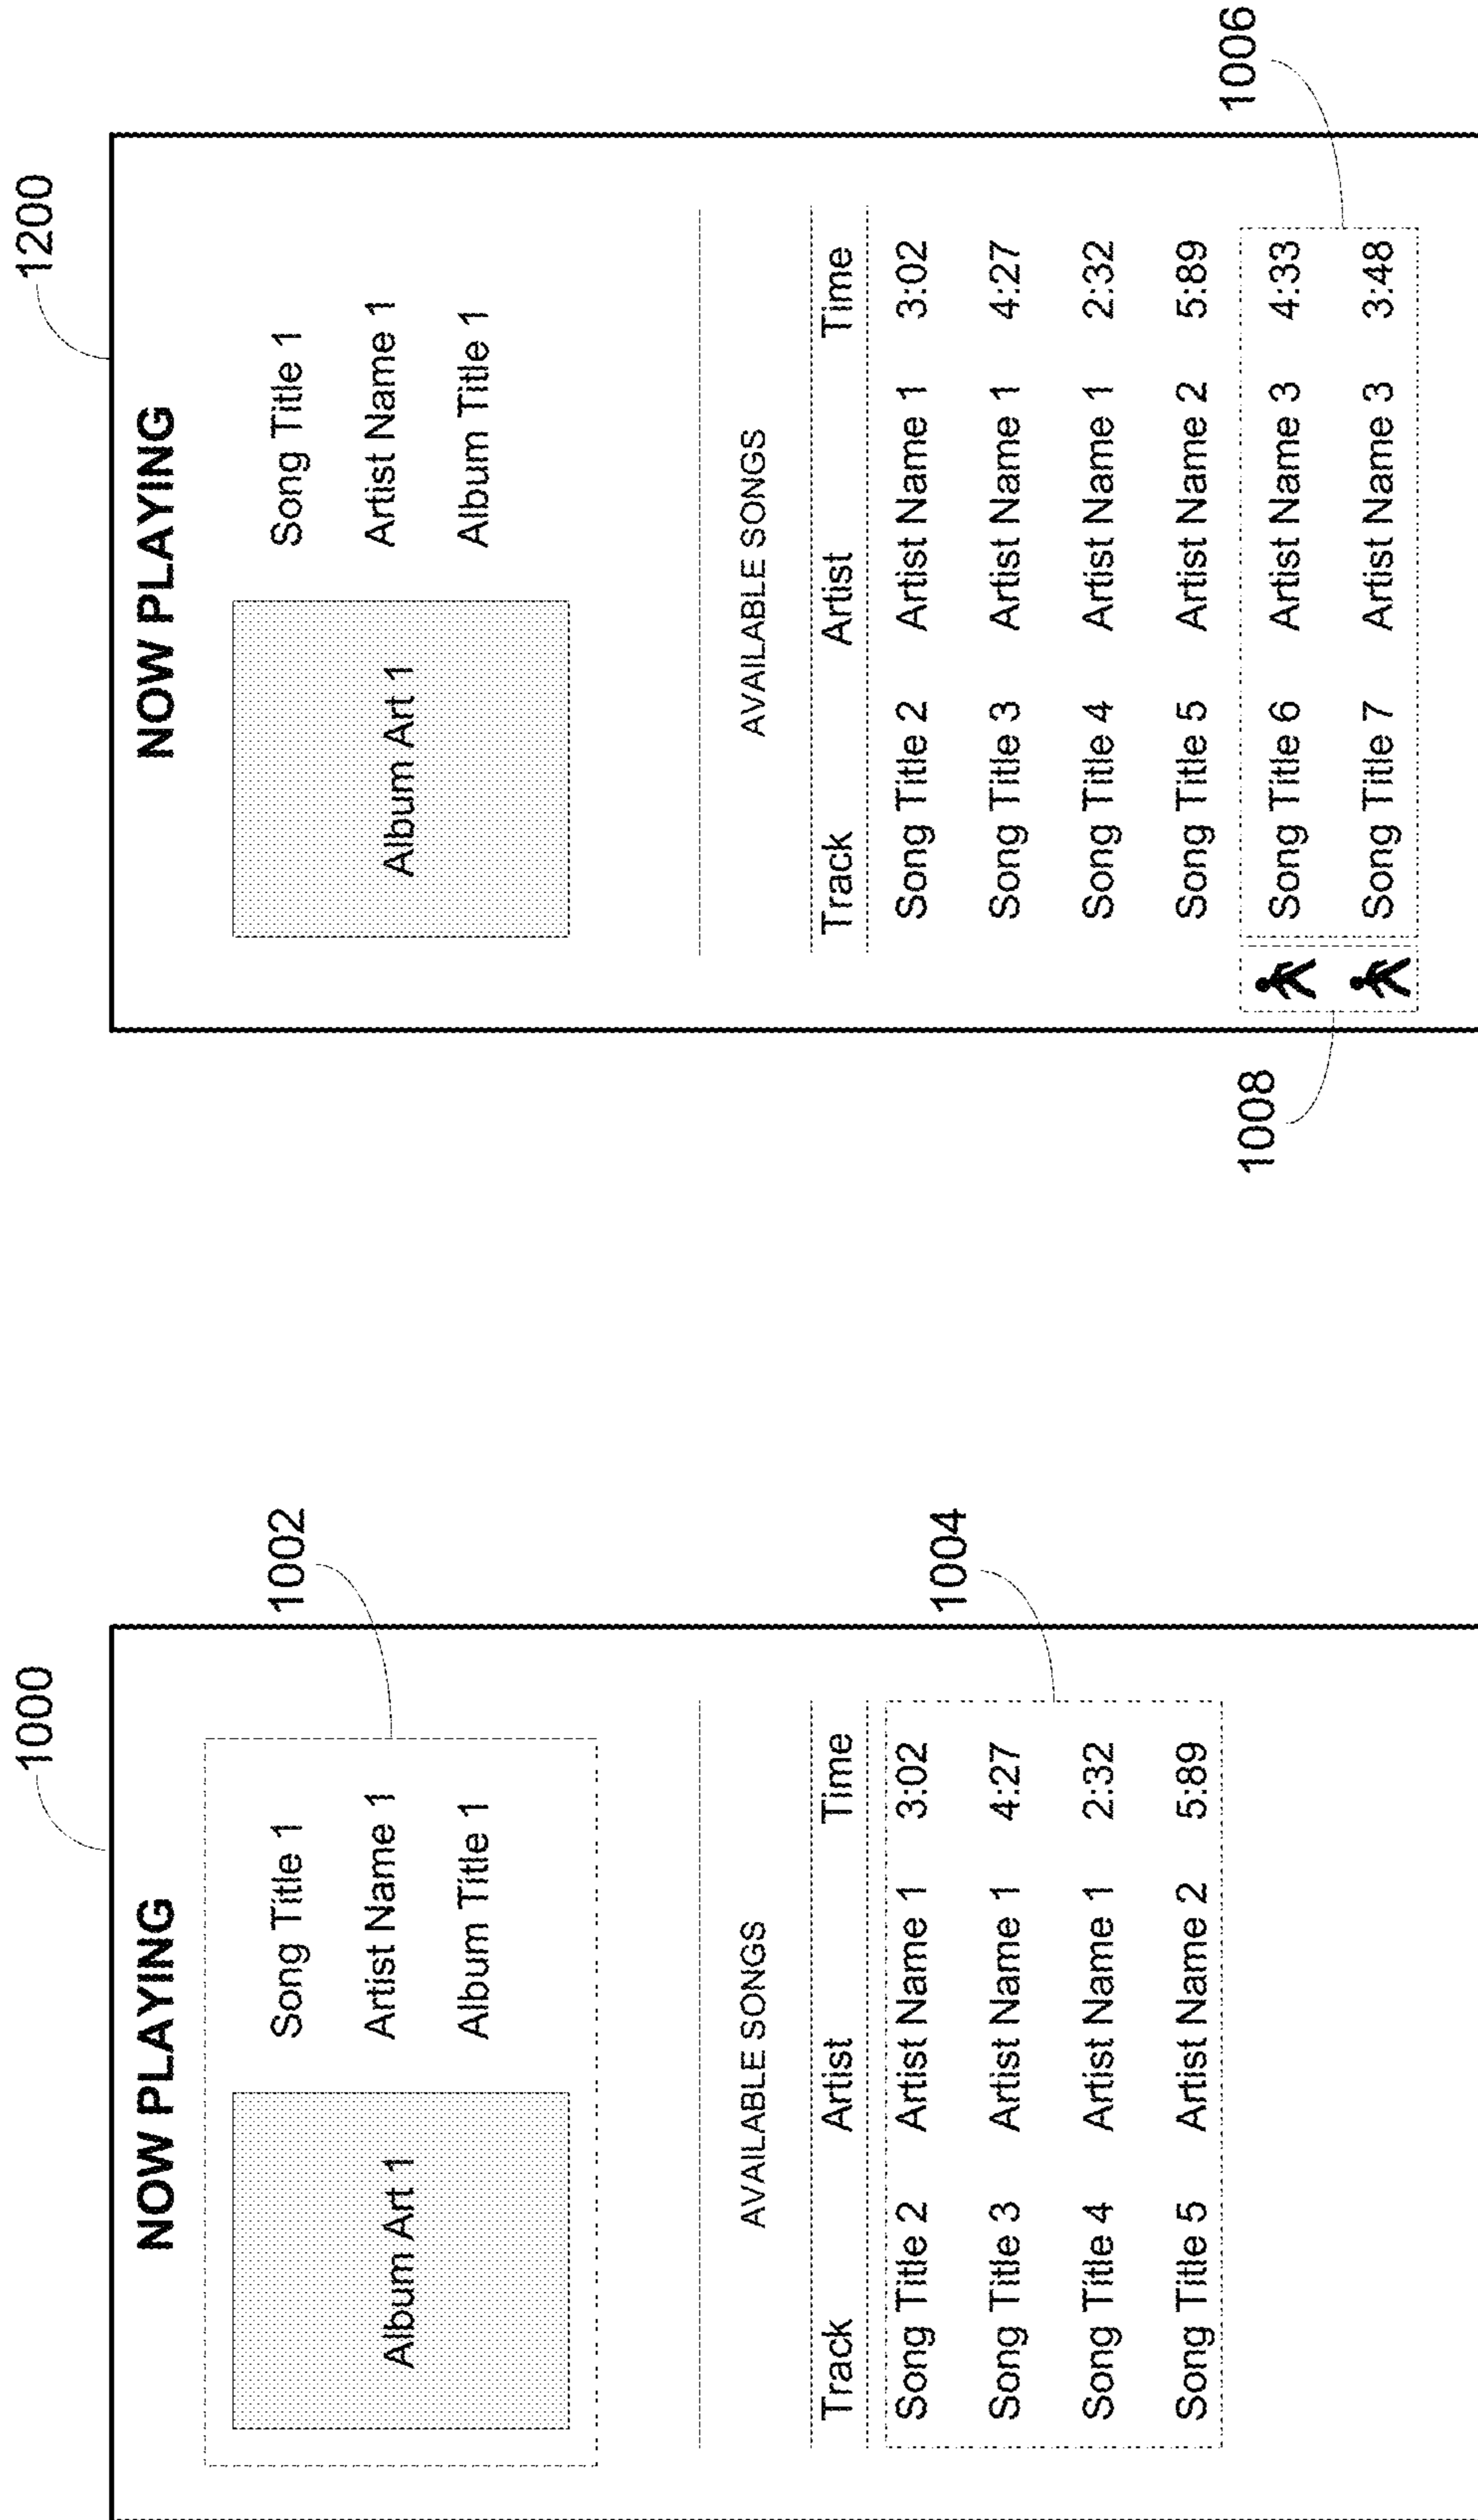 1000
NOW PLAYING
1002
Album Art 1
Song Title 1
Artist Name 1
Album Title 1
AVAILABLE SONGS
Track Artist Time
1004
Song Title 2 Artist Name 1 3:02
Song Title 3 Artist Name 1 4:27
Song Title 4 Artist Name 1 2:32
Song Title 5 Artist Name 2 5:89
1200
NOW PLAYING
Album Art 1
Song Title 1
Artist Name 1
Album Title 1
AVAILABLE SONGS
Track Artist Time
Song Title 2 Artist Name 1 3:02
Song Title 3 Artist Name 1 4:27
Song Title 4 Artist Name 1 2:32
Song Title 5 Artist Name 2 5:89
1008
1006
Song Title 6 Artist Name 3 4:33
Song Title 7 Artist Name 3 3:48